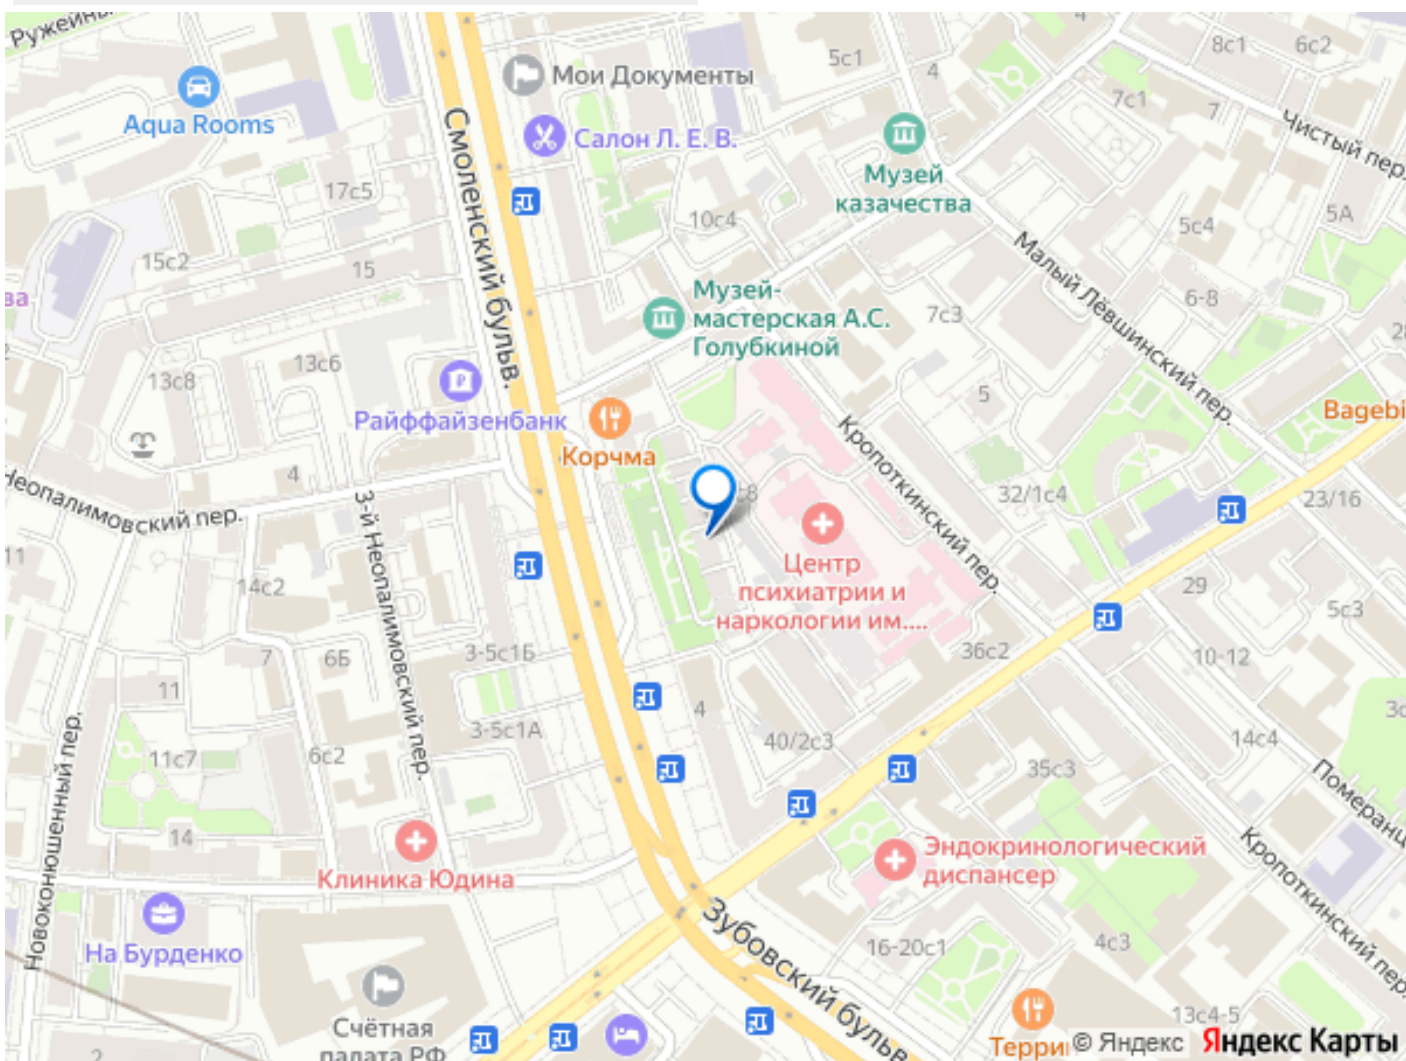 Ружейны
8с1
6с2
5с1
4
4
Мои Документы
7с1
7
Чистый пер.
Aqua Rooms
Салон Л. Е. В.
Смоленский бульв.
Музей
казачества
17с5
10с4
5А
5с4
15с2
15
за
Малый Лёвшинский пер.
6-8
Музей-
мастерская А.С.
Голубкиной
7с3
28
13с6
13с8
5
Райффайзенбанк
Bagebi
Корчма
Кропоткинский пер.
4
32/1с4
23/16
Неопалимовский пер.
3-й Неопалимовский пер.
11
Центр
психиатрии и
наркологии им....
14с2
29
5с3
7
6Б
3-5с1Б
36с2
10-12
11
4
3с
3-5с1А
40/2с3
14с4
11с7
6с2
35с3
Померанц
Новоконюшенный пер.
14
Эндокринологический
диспансер
Клиника Юдина
Кропоткинский пер.
Зубовский бульв.
На Бурденко
16-20с1
4с3
Счётная
палата РФ
13с4-5
2
Терри
© Яндекс
Яндекс Карты